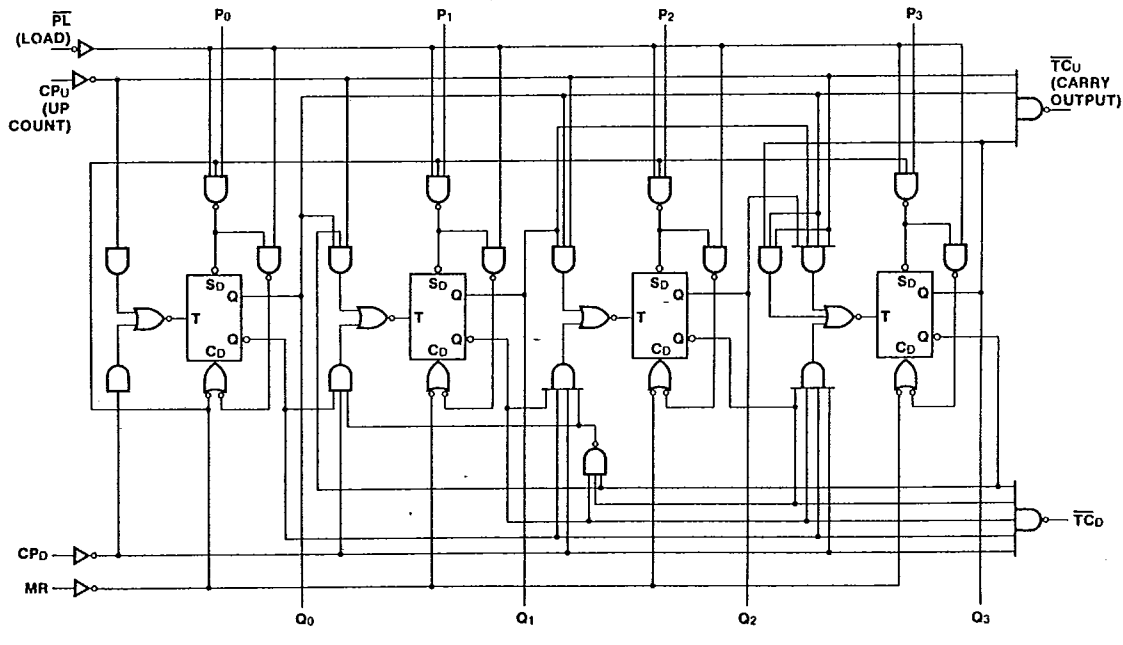 PL
(LOAD)
P0
P1
P2
P3
CPU
(UP
COUNT)
TCU
(CARRY
OUTPUT)
SD
Q
T
Q
CD
SD
Q
T
Q
CD
SD
Q
T
Q
CD
SD
Q
T
Q
CD
CPD
TCD
MR
Q0
Q1
Q2
Q3